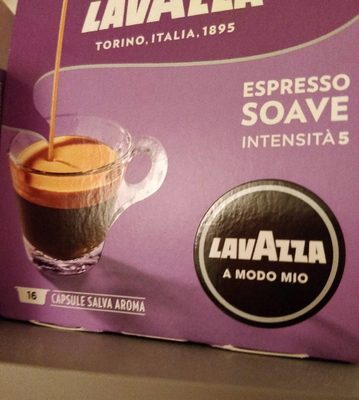 LAVAZZA
TORINO, ITALIA, 1895
ESPRESSO
SOAVE
INTENSITÀ 5
LAVAZZA
A MODO MIO
16 CAPSULE SALVA AROMA